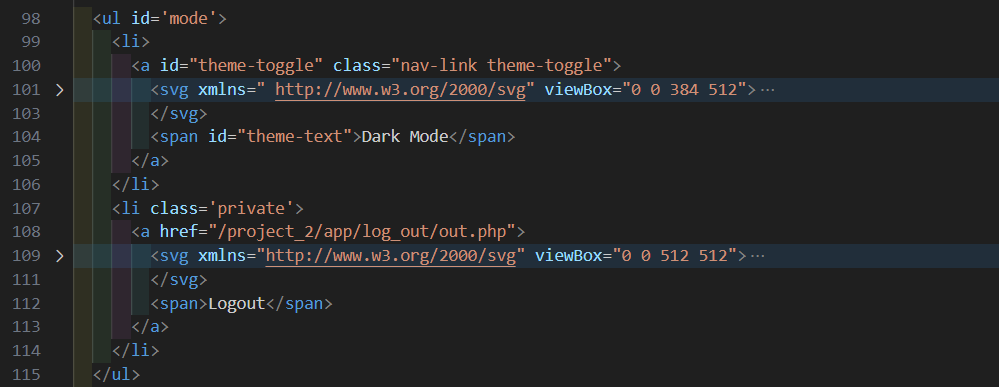 98 <ul id='mode'>
99 <li>
100 <a id="theme-toggle" class="nav-link theme-toggle">
101 <svg xmlns=" http://www.w3.org/2000/svg" viewBox="0 0 384 512">⋯
103 </svg>
104 <span id="theme-text">Dark Mode</span>
105 </a>
106 </li>
107 <li class='private'>
108 <a href="/project_2/app/log_out/out.php">
109 <svg xmlns="http://www.w3.org/2000/svg" viewBox="0 0 512 512">⋯
111 </svg>
112 <span>Logout</span>
113 </a>
114 </li>
115 </ul>